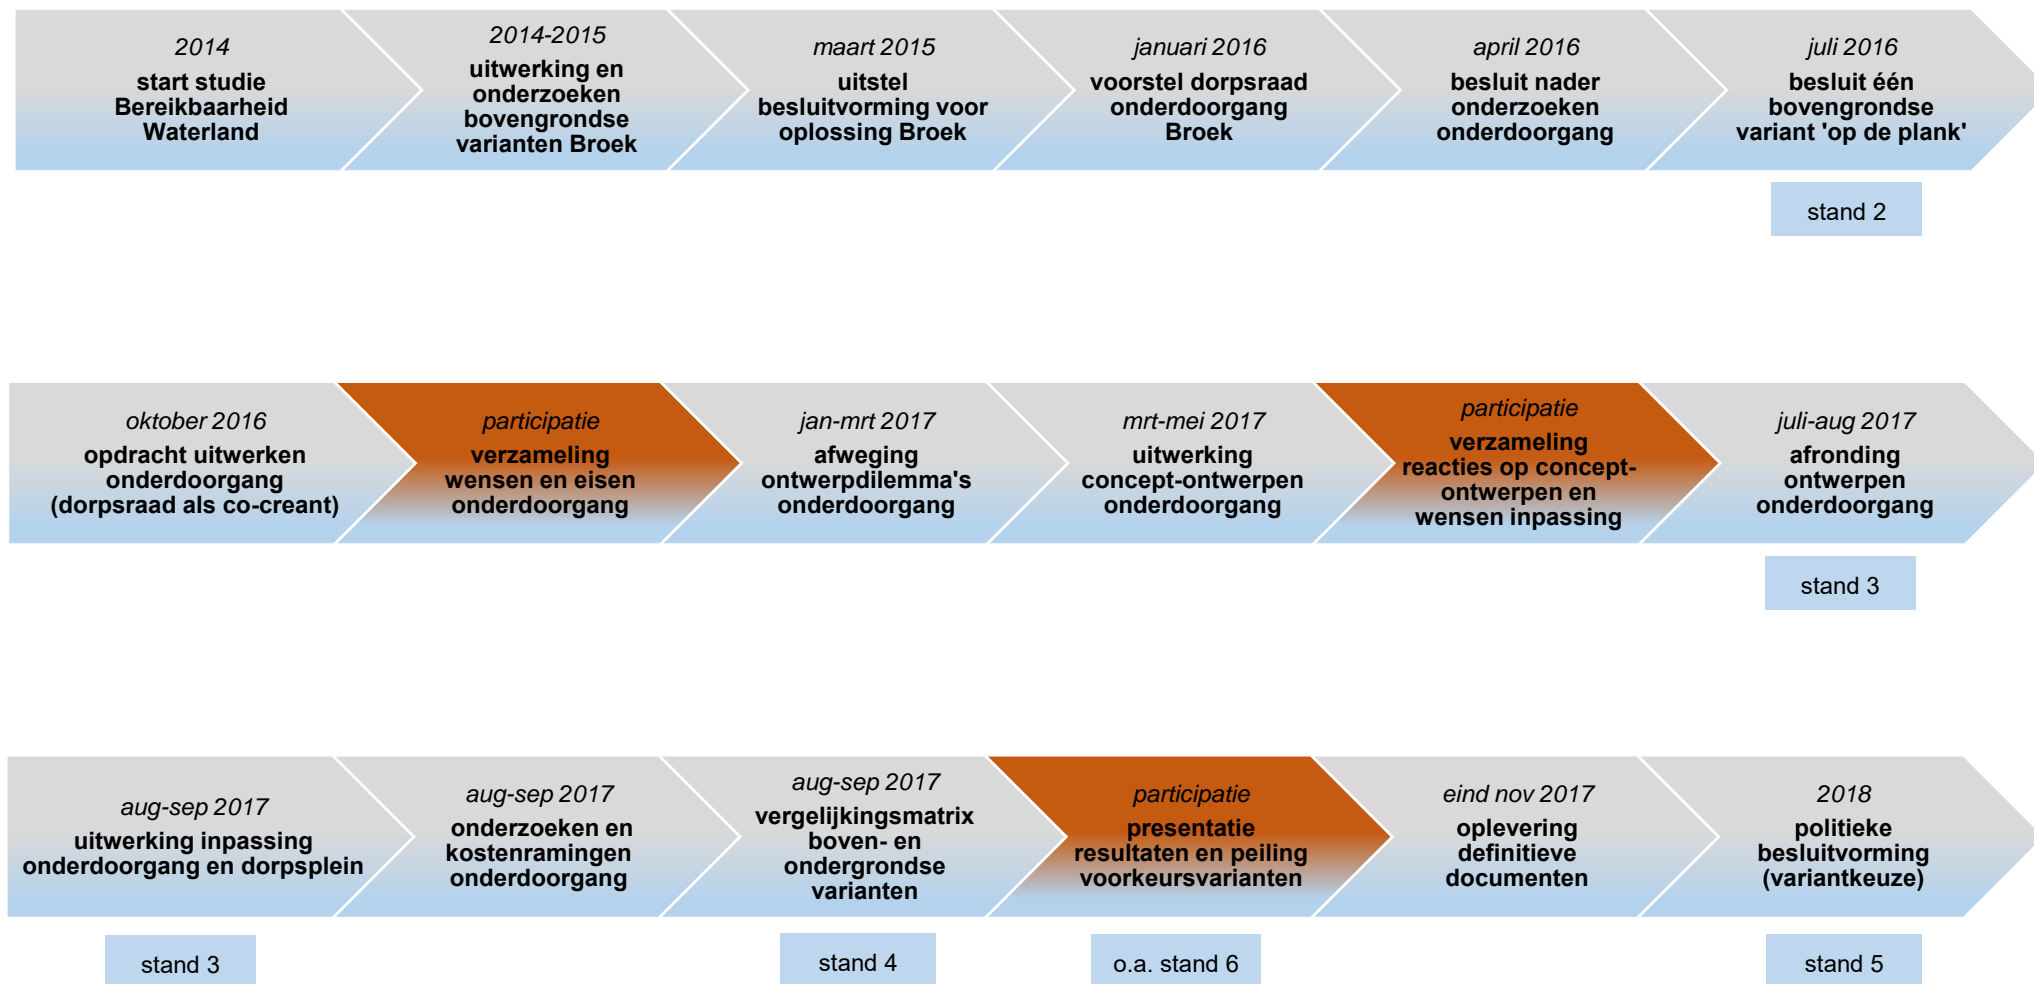 2014
start studie
Bereikbaarheid
Waterland
2014-2015
uitwerking en
onderzoeken
bovengrondse
varianten Broek
maart 2015
uitstel
besluitvorming voor
oplossing Broek
januari 2016
voorstel dorpsraad
onderdoorgang
Broek
april 2016
besluit nader
onderzoeken
onderdoorgang
juli 2016
besluit één
bovengrondse
variant 'op de plank'
stand 2
oktober 2016
opdracht uitwerken
onderdoorgang
(dorpsraad als co-creant)
participatie
verzameling
wensen en eisen
onderdoorgang
jan-mrt 2017
afweging
ontwerpdilemma's
onderdoorgang
mrt-mei 2017
uitwerking
concept-ontwerpen
onderdoorgang
participatie
verzameling
reacties op concept-
ontwerpen en
wensen inpassing
juli-aug 2017
afronding
ontwerpen
onderdoorgang
stand 3
aug-sep 2017
uitwerking inpassing
onderdoorgang en dorpsplein
aug-sep 2017
onderzoeken en
kostenramingen
onderdoorgang
aug-sep 2017
vergelijkingsmatrix
boven- en
ondergrondse
varianten
participatie
presentatie
resultaten en peiling
voorkeursvarianten
eind nov 2017
oplevering
definitieve
documenten
2018
politieke
besluitvorming
(variantkeuze)
stand 3
stand 4
o.a. stand 6
stand 5